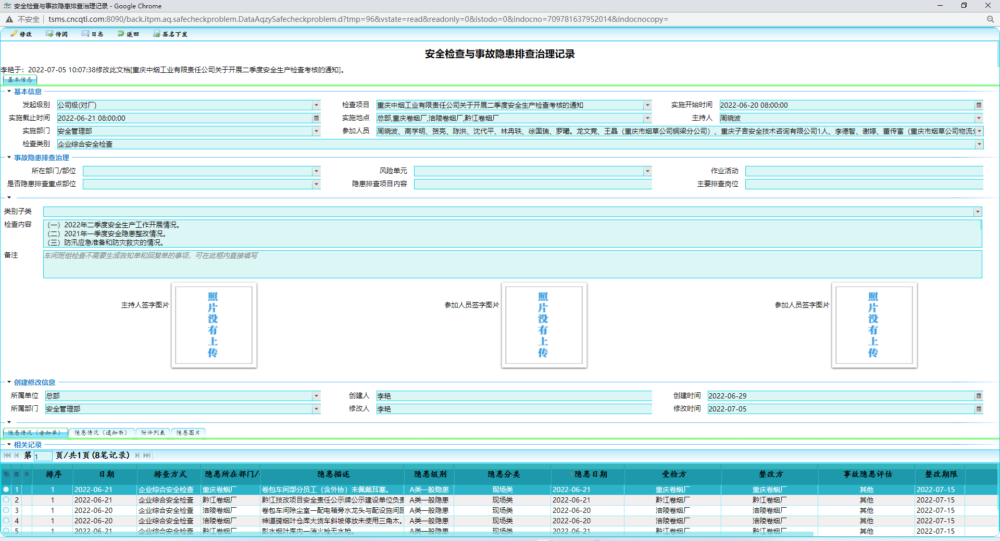 安全检查与事故隐患排查治理记录 - Google Chrome
不安全 | tsms.cncqti.com:8090/back.itpm.aq.safecheckproblem.DataAqzySafecheckproblem.d?tmp=96&vstate=read&readonly=0&istodo=0&indocno=709781637952014&indocnocopy=
修改 传阅 日志 返回 签名下发
安全检查与事故隐患排查治理记录
李艳于：2022-07-05 10:07:38修改此文档[重庆中烟工业有限责任公司关于开展二季度安全生产检查考核的通知]。
基本信息
基本信息
发起级别 公司级(对厂) 检查项目 重庆中烟工业有限责任公司关于开展二季度安全生产检查考核的通知 实施开始时间 2022-06-20 08:00:00
实施截止时间 2022-06-21 08:00:00 实施地点 总部,重庆卷烟厂,涪陵卷烟厂,黔江卷烟厂 主持人 周晓波
实施部门 安全管理部 参加人员 周晓波、高学明、贺亮、陈洪、沈代平、林冉轶、徐国瑞、罗曦。龙文竞、王晶（重庆市烟草公司铜梁分公司）、重庆子言安全技术咨询有限公司1人、李德智、谢婷、董传富（重庆市烟草公司物流分
检查类别 企业综合安全检查
事故隐患排查治理
所在部门/部位 风险单元 作业活动
是否隐患排查重点部位 隐患排查项目内容 主要排查岗位
类别子类
检查内容 （一）2022年二季度安全生产工作开展情况。
（二）2021年一季度安全隐患整改情况。
（三）防汛应急准备和防灾救灾的情况。
备注 车间班组检查不需要生成告知单和回复单的事项，可在此框内直接填写
主持人签字图片 照片没有上传 参加人员签字图片 照片没有上传 参加人员签字图片 照片没有上传
创建修改信息
所属单位 总部 创建人 李艳 创建时间 2022-06-29
所属部门 安全管理部 修改人 李艳 修改时间 2022-07-05
隐患情况（告知单） 隐患情况（通知书） 附件列表 隐患图片
相关记录
第 1 页/共1页(8笔记录)
排序 日期 排查方式 隐患所在部门/ 隐患描述 隐患级别 隐患分类 隐患日期 受检方 整改方 事故隐患评估 整改期限
1 1 2022-06-21 企业综合安全检查 重庆卷烟厂 卷包车间部分员工（含外协）未佩戴耳塞。 A类一般隐患 现场类 2022-06-21 重庆卷烟厂 重庆卷烟厂 其他 2022-07-15
2 1 2022-06-21 企业综合安全检查 黔江卷烟厂 黔江技改项目安全责任公示牌公示建设单位负责 A类一般隐患 现场类 2022-06-21 黔江卷烟厂 黔江卷烟厂 其他 2022-07-15
3 1 2022-06-20 企业综合安全检查 涪陵卷烟厂 卷包车间除尘室一配电箱旁水龙头与配设施间距 A类一般隐患 现场类 2022-06-20 涪陵卷烟厂 涪陵卷烟厂 其他 2022-07-15
4 1 2022-06-20 企业综合安全检查 涪陵卷烟厂 神道碑烟叶仓库大货车斜坡停放未使用三角木。 A类一般隐患 现场类 2022-06-20 涪陵卷烟厂 涪陵卷烟厂 其他 2022-07-15
5 1 2022-06-21 企业综合安全检查 黔江卷烟厂 彭水烟叶库内一消火栓无水枪。 A类一般隐患 现场类 2022-06-21 黔江卷烟厂 黔江卷烟厂 其他 2022-07-15